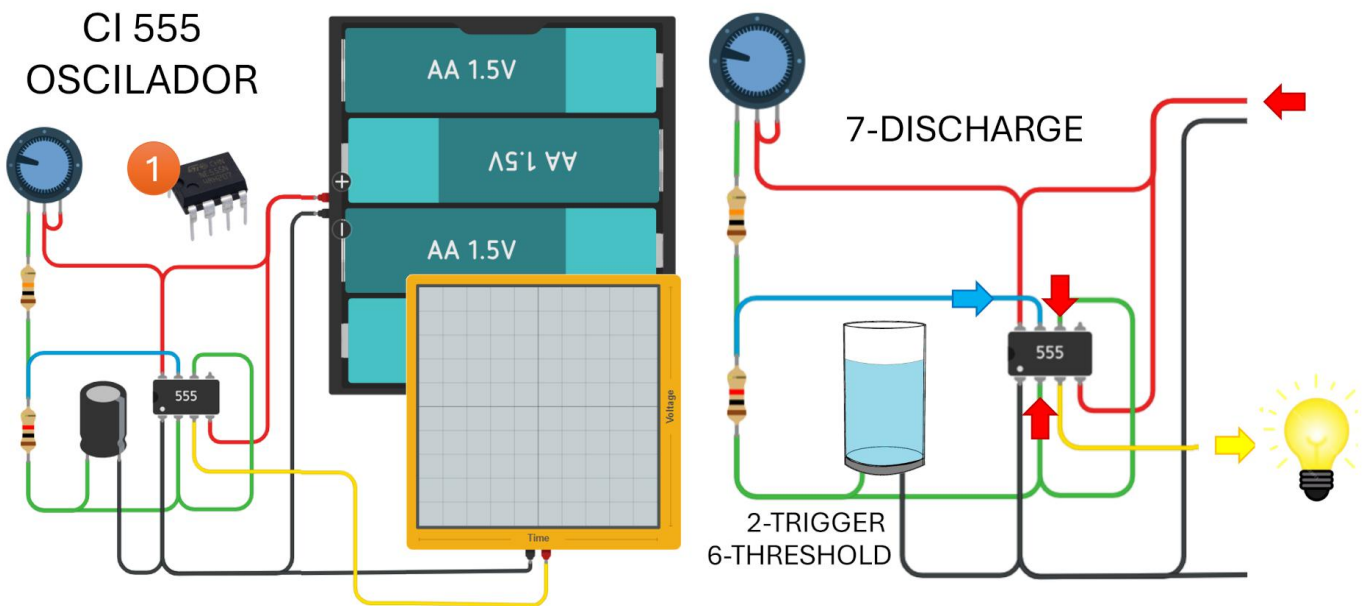 CI 555
OSCILADOR
1
AA 1.5V
AA 1.5V
AA 1.5V
+
-
555
Voltage
Time
7-DISCHARGE
555
2-TRIGGER
6-THRESHOLD